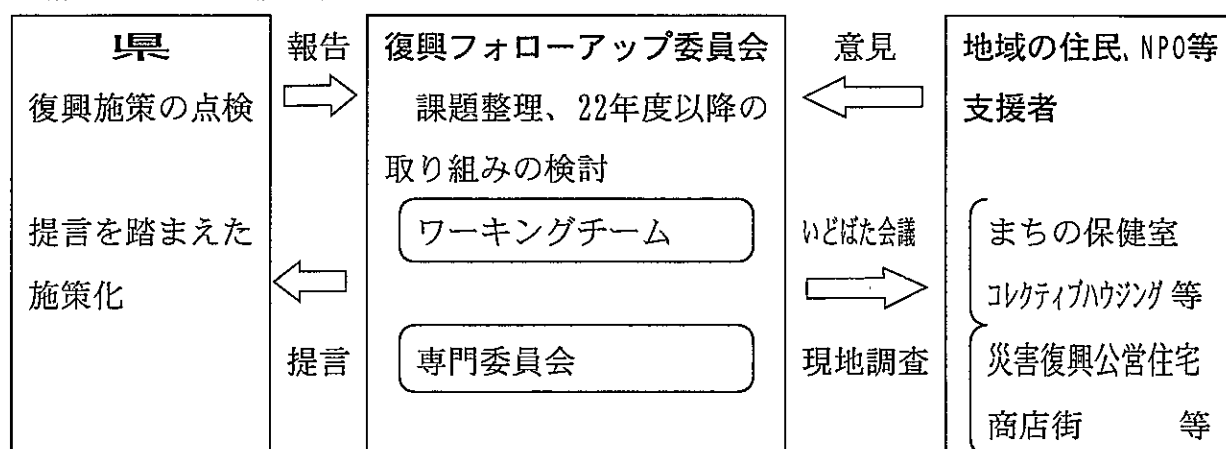 県
復興施策の点検
提言を踏まえた
施策化
報告
提言
復興フォローアップ委員会
課題整理、22年度以降の
取り組みの検討
ワーキングチーム
専門委員会
意見
いどばた会議
現地調査
地域の住民、NPO等
支援者
まちの保健室
コレクティブハウジング等
災害復興公営住宅
商店街 等